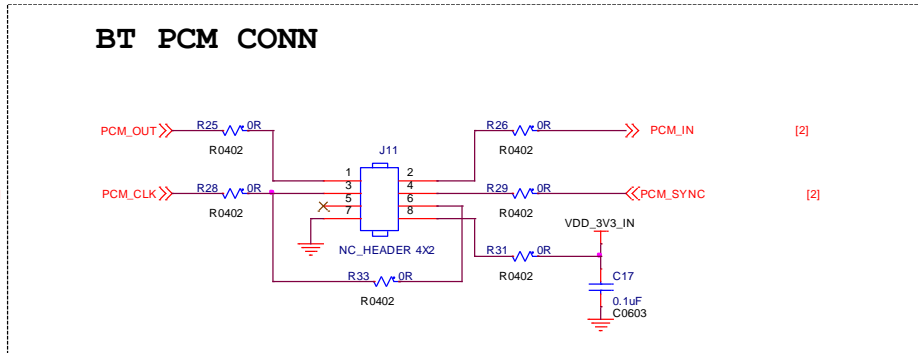 BT PCM CONN
PCM_OUT R25 0R R26 0R PCM_IN [2]
R0402 J11 R0402
1 2
PCM_CLK R28 0R 3 4 R29 0R PCM_SYNC [2]
5 6
R0402 7 8 R0402
VDD_3V3_IN
NC_HEADER 4X2 R31 0R
R33 0R R0402 C17
R0402 0.1uF
C0603